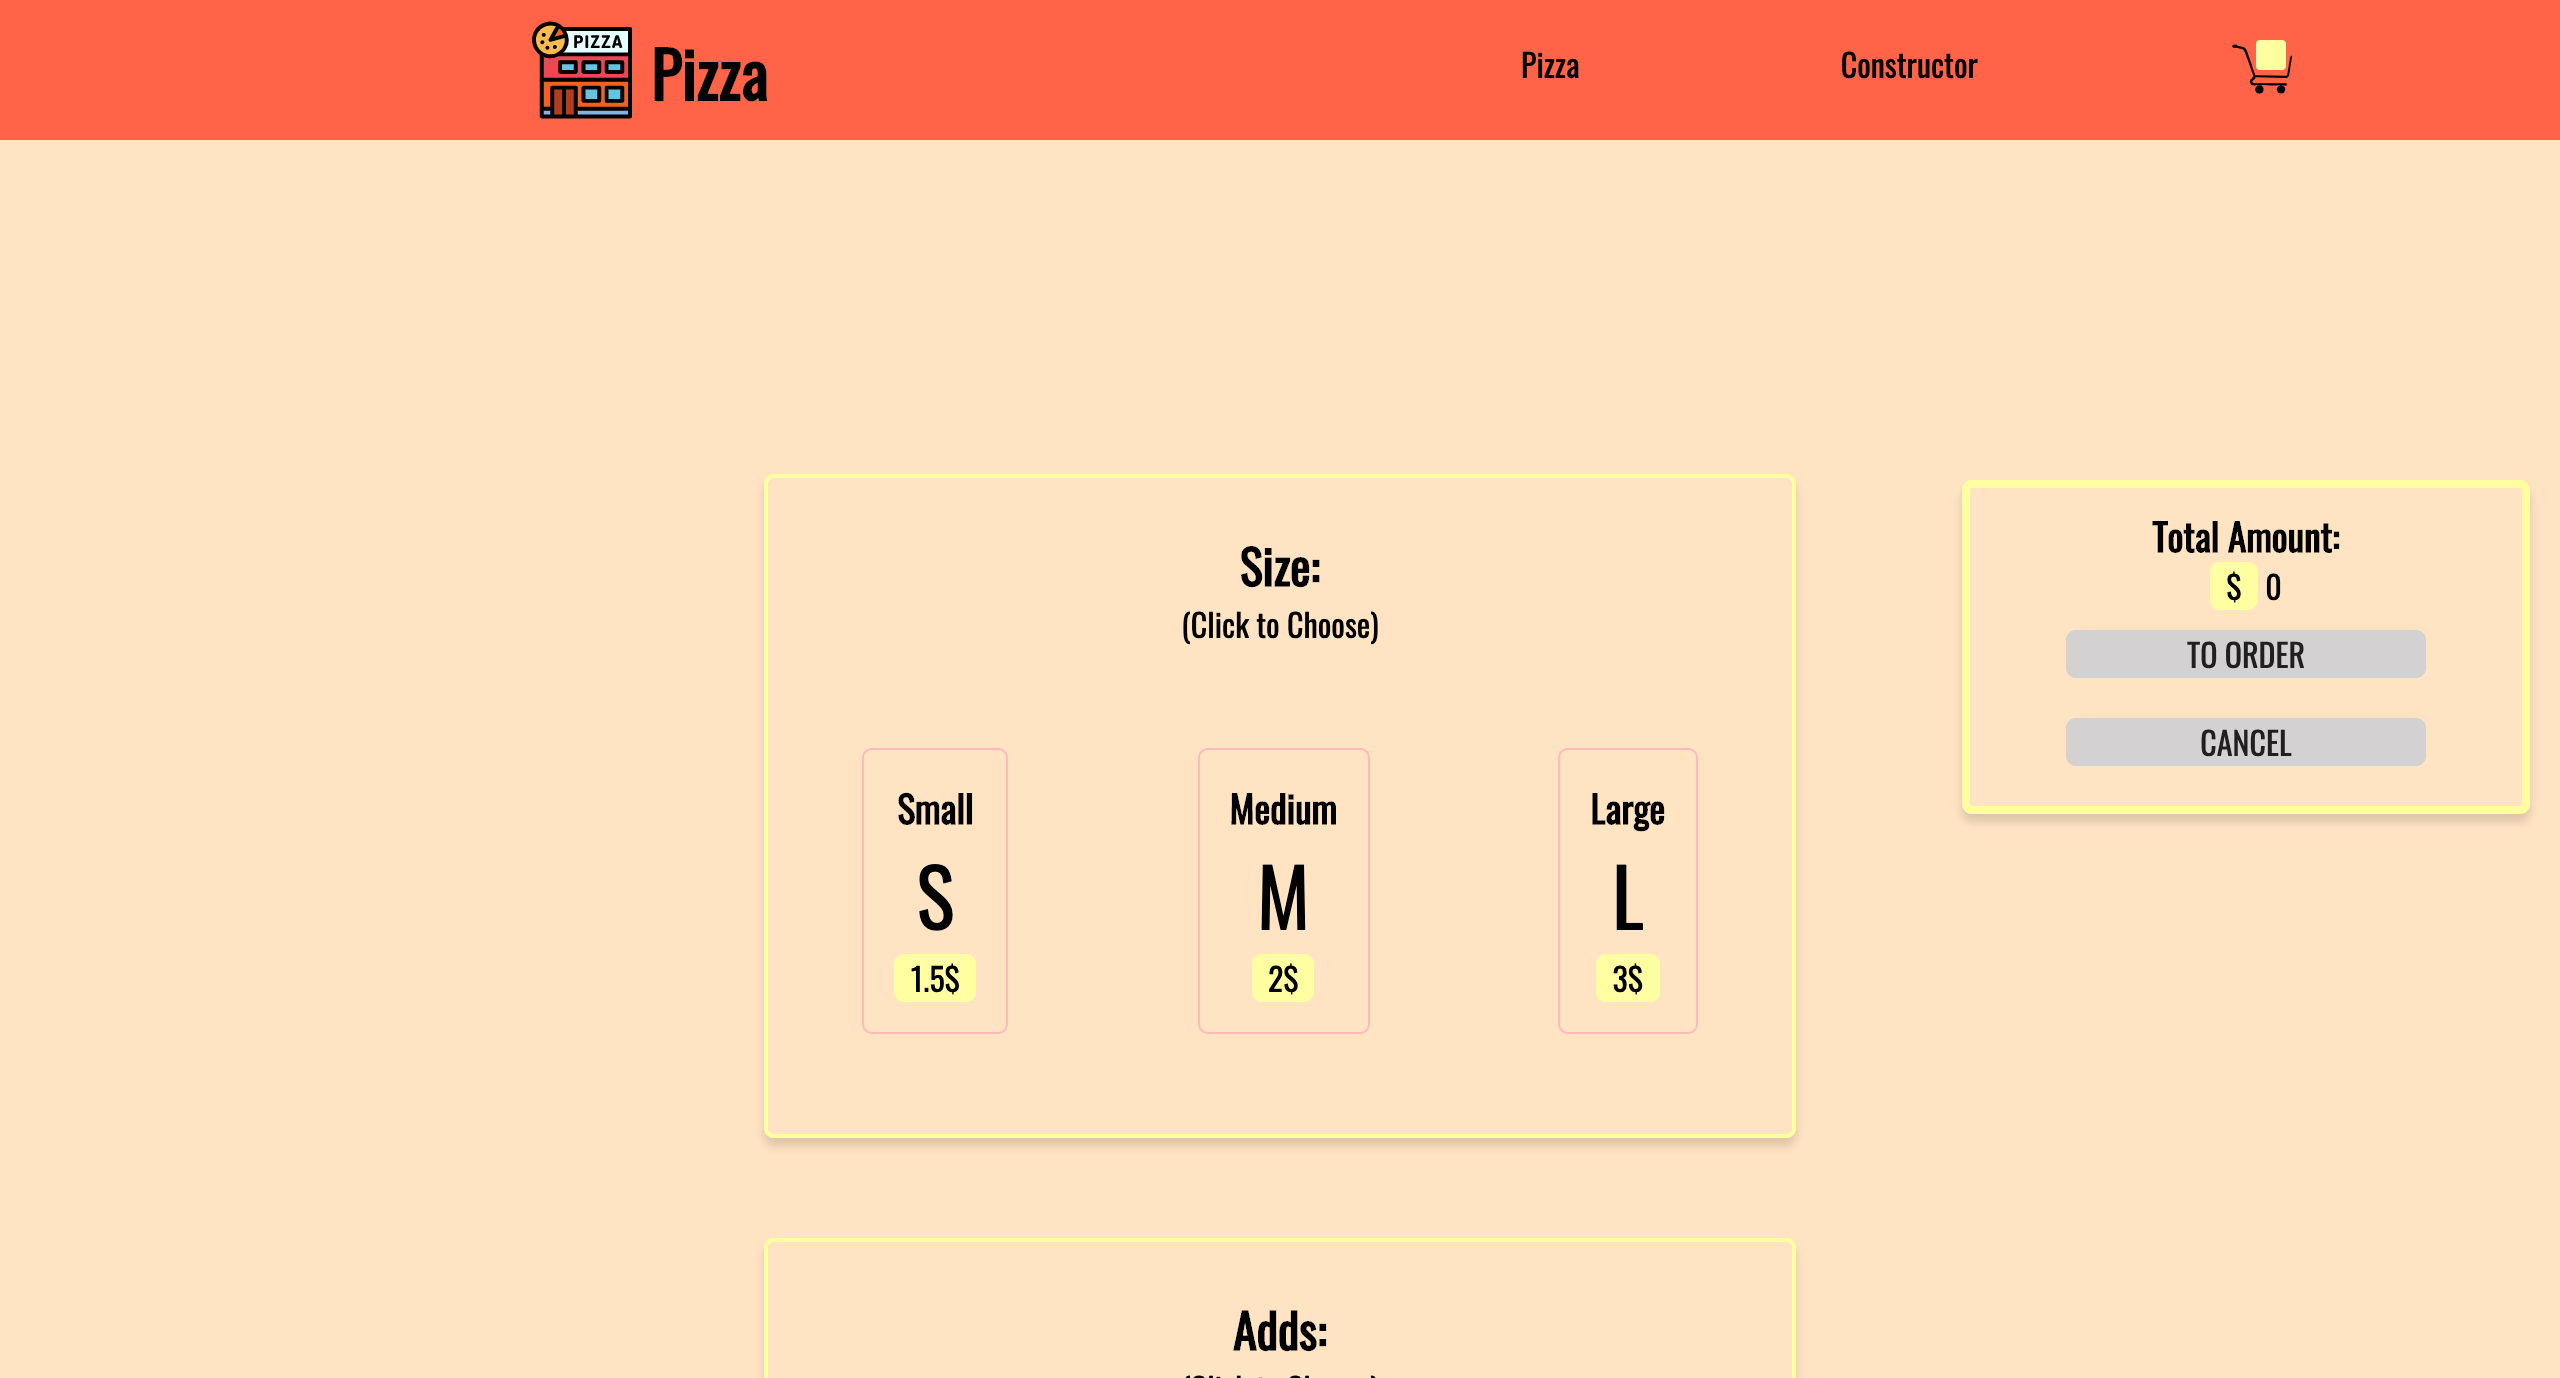 PIZZA
Pizza
Pizza
Constructor
Size:
(Click to Choose)
Small
S
1.5$
Medium
M
2$
Large
L
3$
Total Amount:
$ 0
TO ORDER
CANCEL
Adds: